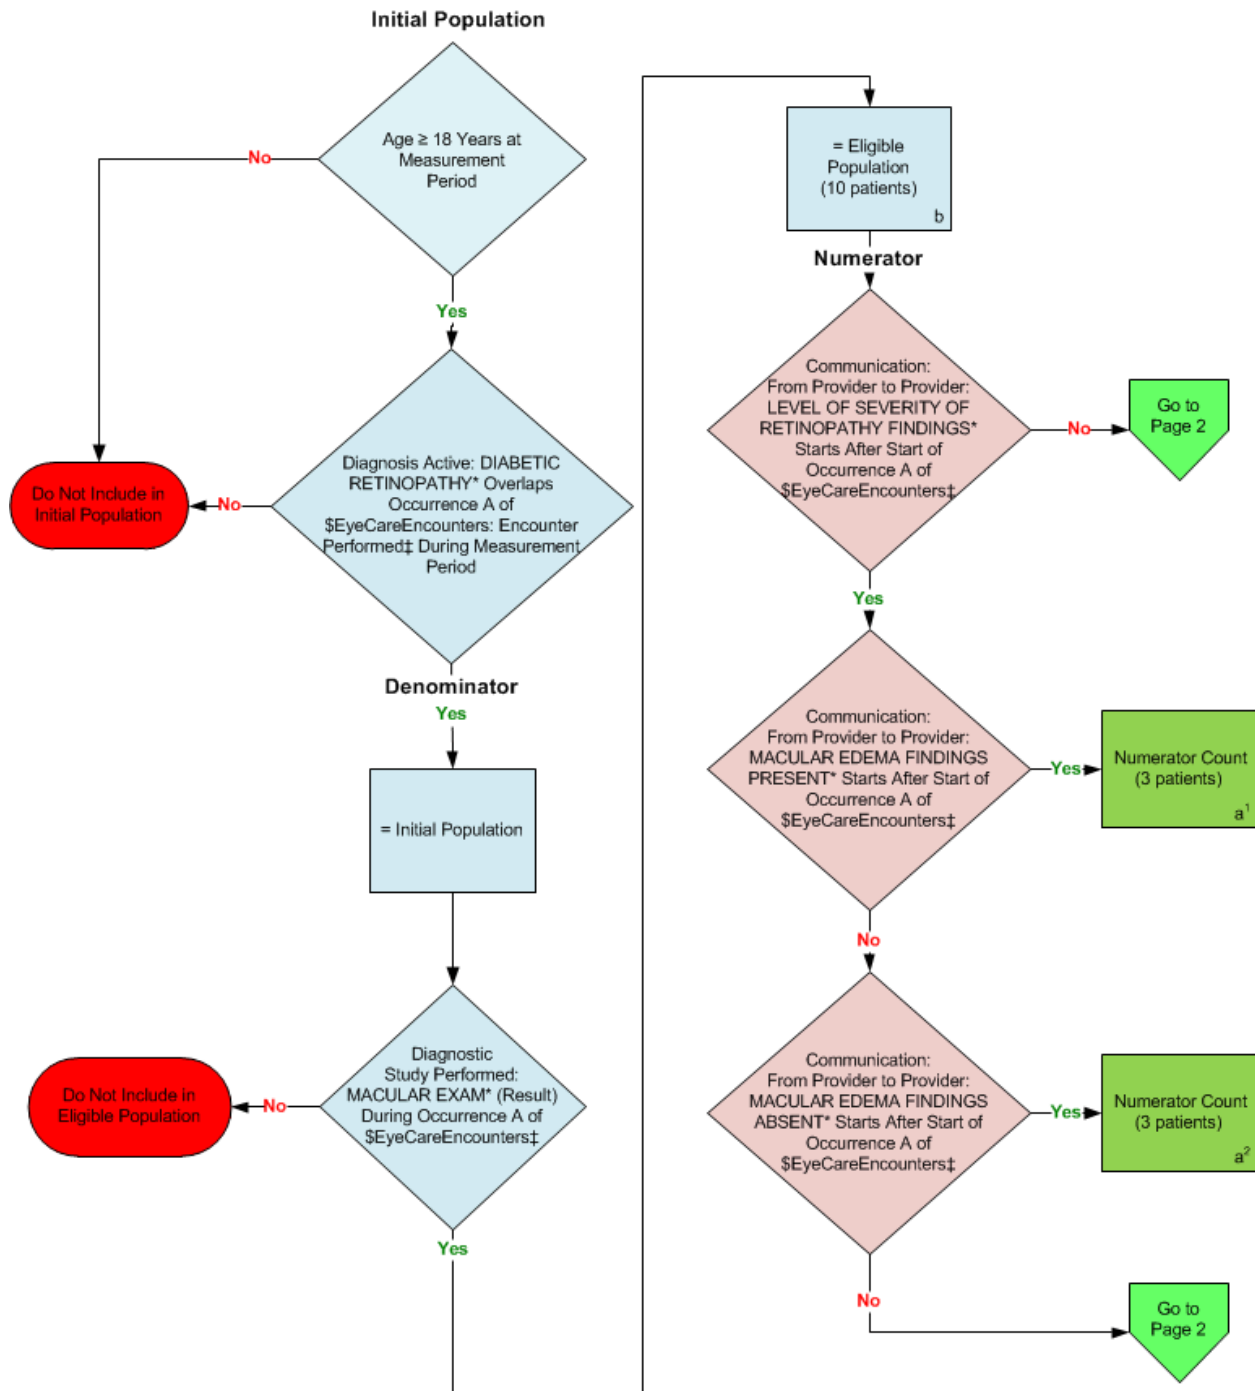 Initial Population
Age ≥ 18 Years at
Measurement
Period
No
Yes
Diagnosis Active: DIABETIC
RETINOPATHY* Overlaps
Occurrence A of
$EyeCareEncounters: Encounter
Performed‡ During Measurement
Period
No
Do Not Include in
Initial Population
Denominator
Yes
= Initial Population
Diagnostic
Study Performed:
MACULAR EXAM* (Result)
During Occurrence A of
$EyeCareEncounters‡
No
Do Not Include in
Eligible Population
Yes
= Eligible
Population
(10 patients)
b
Numerator
Communication:
From Provider to Provider:
LEVEL OF SEVERITY OF
RETINOPATHY FINDINGS*
Starts After Start of
Occurrence A of
$EyeCareEncounters‡
No
Go to
Page 2
Yes
Communication:
From Provider to Provider:
MACULAR EDEMA FINDINGS
PRESENT* Starts After Start of
Occurrence A of
$EyeCareEncounters‡
Yes
Numerator Count
(3 patients)
a¹
No
Communication:
From Provider to Provider:
MACULAR EDEMA FINDINGS
ABSENT* Starts After Start of
Occurrence A of
$EyeCareEncounters‡
Yes
Numerator Count
(3 patients)
a²
No
Go to
Page 2